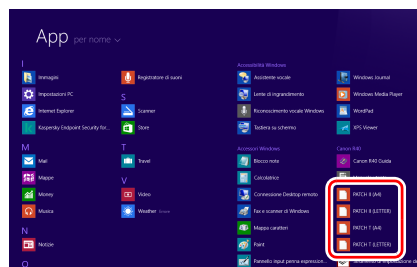 App per nome
I
Immagini
Impostazioni PC
Internet Explorer
Kaspersky Endpoint Security for...
M
Mail
Mappe
Money
Musica
N
Notizie
O
Registratore di suoni
S
Scanner
Store
T
Travel
V
Video
Weather
Accessibilità Windows
Assistente vocale
Lente di ingrandimento
Riconoscimento vocale Windows
Tastiera su schermo
Accessori Windows
Blocco note
Calcolatrice
Connessione Desktop remoto
Fax e scanner di Windows
Mappa caratteri
Paint
Pannello input penna espression...
Windows Journal
Windows Media Player
WordPad
XPS Viewer
Canon R40
Canon R40 Guida
PATCH II (A4)
PATCH II (LETTER)
PATCH T (A4)
PATCH T (LETTER)